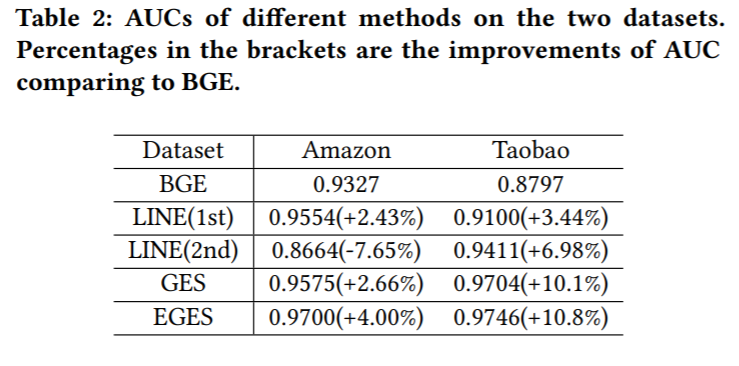 Table 2: AUCs of different methods on the two datasets.
Percentages in the brackets are the improvements of AUC
comparing to BGE.
Dataset Amazon Taobao
BGE 0.9327 0.8797
LINE(1st) 0.9554(+2.43%) 0.9100(+3.44%)
LINE(2nd) 0.8664(-7.65%) 0.9411(+6.98%)
GES 0.9575(+2.66%) 0.9704(+10.1%)
EGES 0.9700(+4.00%) 0.9746(+10.8%)